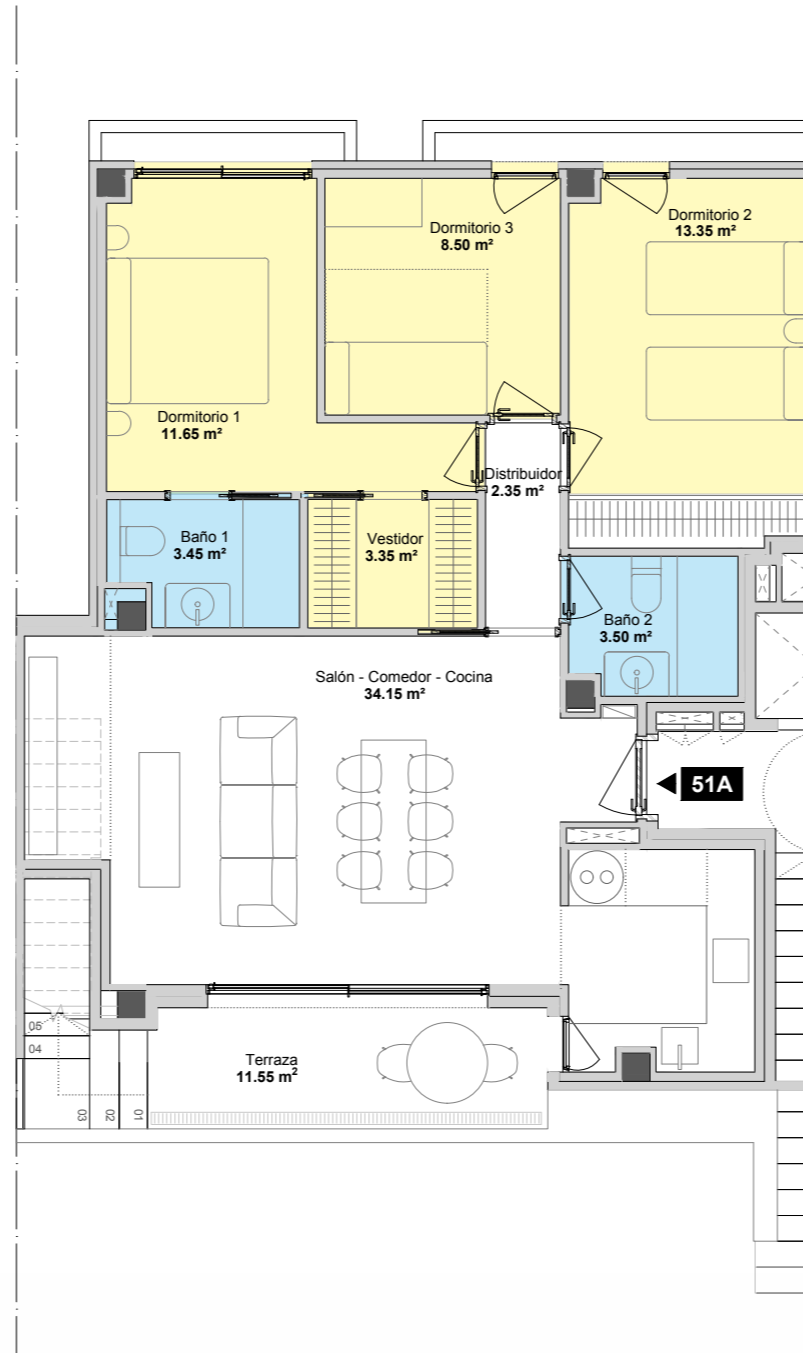 Dormitorio 3
8.50 m²
Dormitorio 2
13.35 m²
Dormitorio 1
11.65 m²
Distribuidor
2.35 m²
Baño 1
3.45 m²
Vestidor
3.35 m²
Baño 2
3.50 m²
Salón - Comedor - Cocina
34.15 m²
51A
Terraza
11.55 m²
05
04
03
02
01